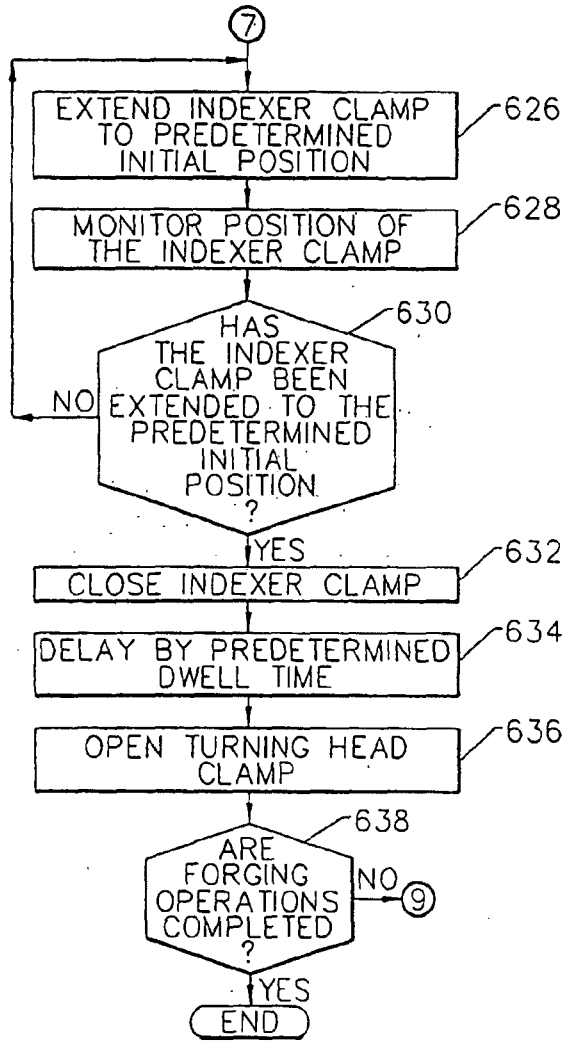 7
EXTEND INDEXER CLAMP
TO PREDETERMINED
INITIAL POSITION
626
MONITOR POSITION OF
THE INDEXER CLAMP
628
630
HAS
THE INDEXER
CLAMP BEEN
EXTENDED TO THE
PREDETERMINED
INITIAL
POSITION
?
NO
YES
CLOSE INDEXER CLAMP
632
DELAY BY PREDETERMINED
DWELL TIME
634
OPEN TURNING HEAD
CLAMP
636
638
ARE
FORGING
OPERATIONS
COMPLETED
?
NO
9
YES
END